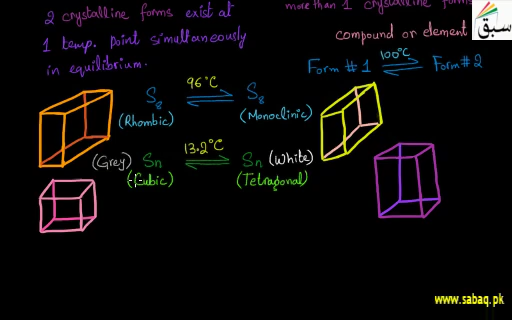 2 crystalline forms exist at
1 temp. point simultaneously
in equilibrium.
more than 1 crystalline forms
compound or element
Form # 1 100°C Form # 2
S8 96°C S8
(Rhombic) (Monoclinic)
(Grey) Sn 13.2°C Sn (White)
(Cubic) (Tetragonal)
سبق
www.sabaq.pk